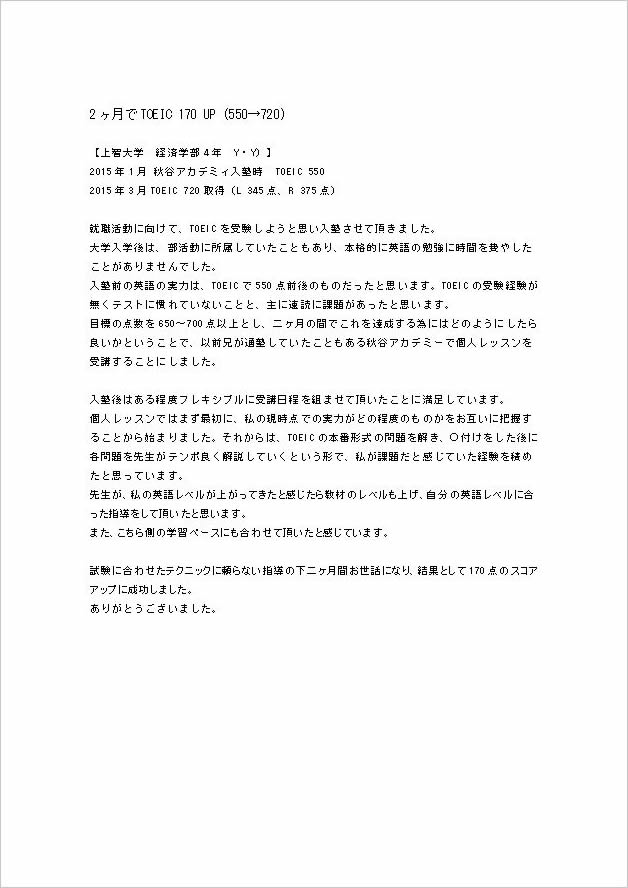 2ヶ月でTOEIC 170 UP (550→720)
【上智大学　経済学部4年　Y・Y）】
2015年1月 秋谷アカデミィ入塾時　TOEIC 550
2015年3月TOEIC 720取得（L 345点、R 375点）
就職活動に向けて、TOEICを受験しようと思い入塾させて頂きました。
大学入学後は、部活動に所属していたこともあり、本格的に英語の勉強に時間を費やした
ことがありませんでした。
入塾前の英語の実力は、TOEICで550点前後のものだったと思います。TOEICの受験経験が
無くテストに慣れていないことと、主に速読に課題があったと思います。
目標の点数を650～700点以上とし、二ヶ月の間でこれを達成する為にはどのようにしたら
良いかということで、以前兄が通塾していたこともある秋谷アカデミーで個人レッスンを
受講することにしました。
入塾後はある程度フレキシブルに受講日程を組ませて頂いたことに満足しています。
個人レッスンではまず最初に、私の現時点での実力がどの程度のものかをお互いに把握す
ることから始まりました。それからは、TOEICの本番形式の問題を解き、〇付けをした後に
各問題を先生がテンポ良く解説していくという形で、私が課題だと感じていた経験を積め
たと思っています。
先生が、私の英語レベルが上がってきたと感じたら教材のレベルも上げ、自分の英語レベルに合
った指導をして頂いたと思います。
また、こちら側の学習ペースにも合わせて頂いたと感じています。
試験に合わせたテクニックに頼らない指導の下二ヶ月間お世話になり、結果として170点のスコア
アップに成功しました。
ありがとうございました。